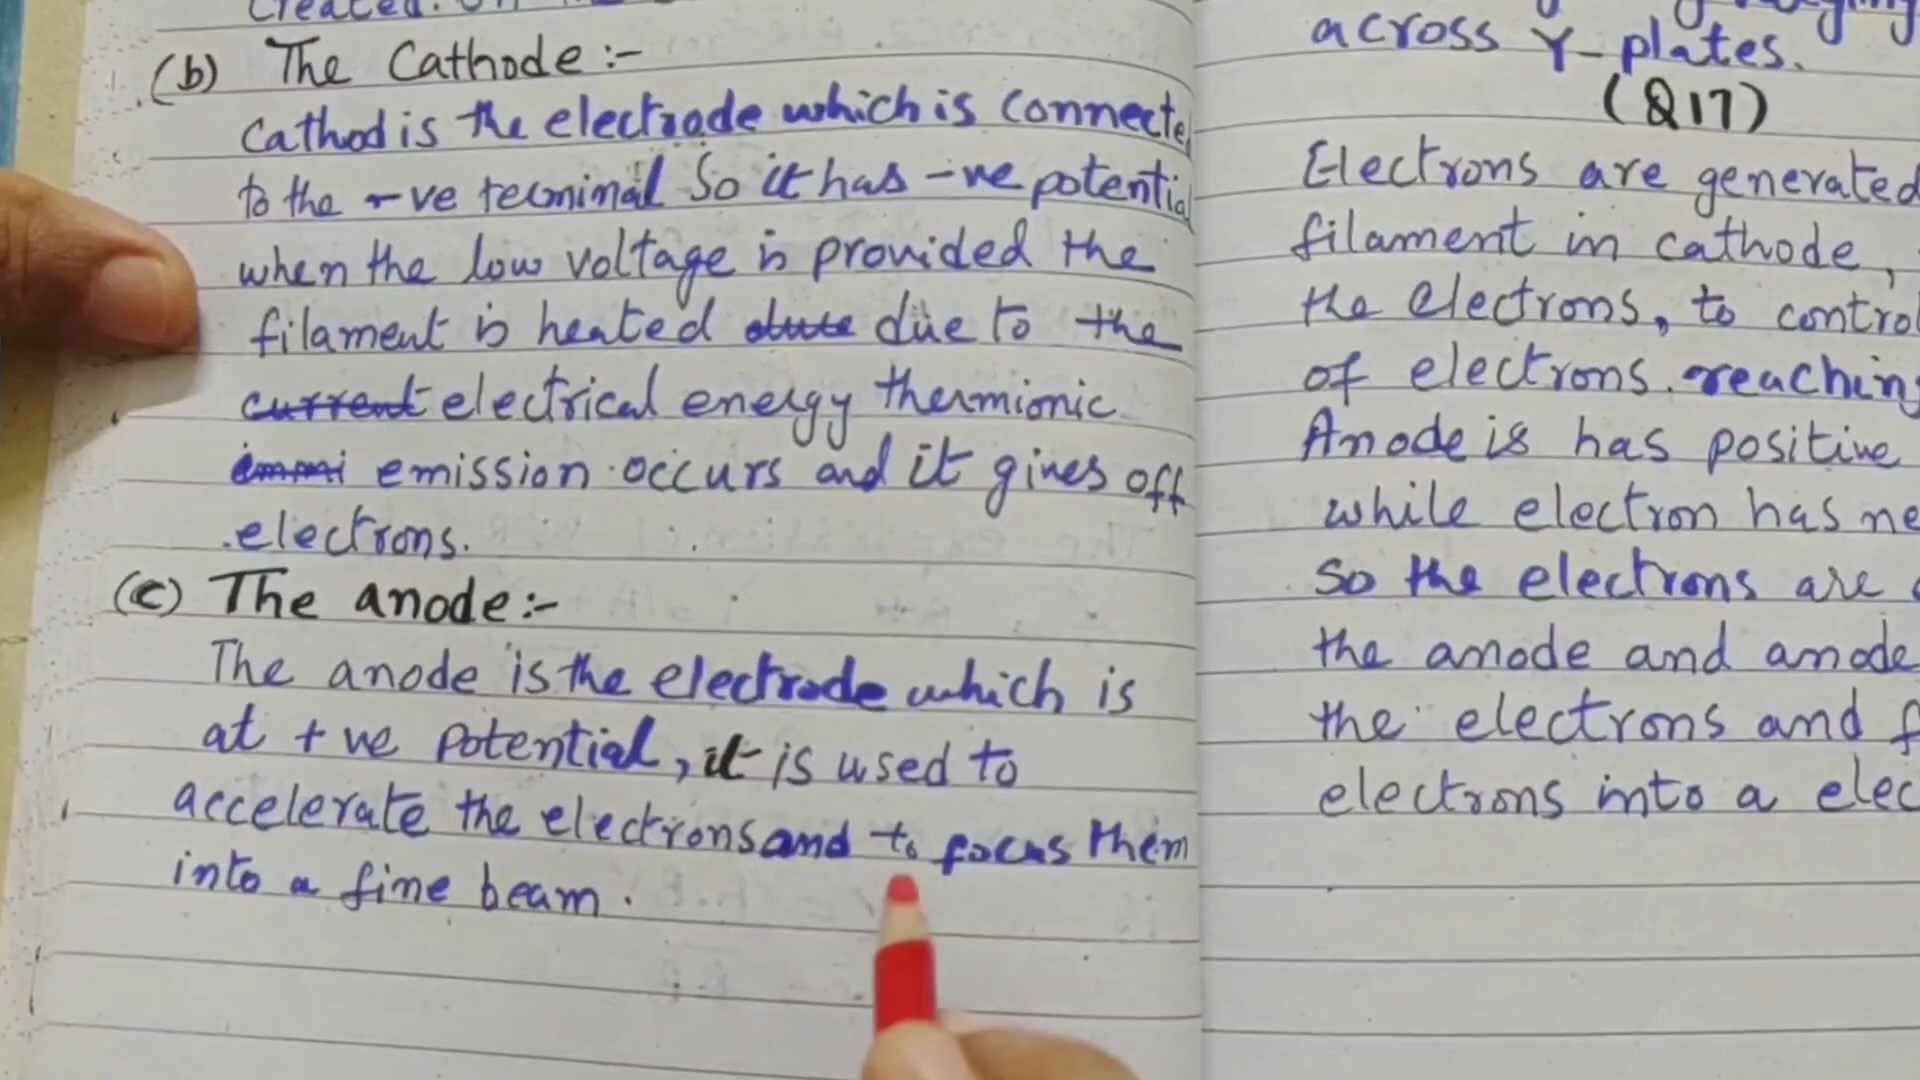 (b) The Cathode :-
Cathod is the electrode which is connecte
to the -ve terminal So it has -ve potential
when the low voltage is provided the
filament is heated due to the
current electrical energy thermionic
emission occurs and it gives off
electrons.
(c) The anode :-
The anode is the electrode which is
at +ve potential, it is used to
accelerate the electrons and to focus them
into a fine beam.
across Y-plates.
(Q17)
Electrons are generated
filament in cathode,
the electrons, to contro
of electrons reaching
Anode is has positive
while electron has ne
so the electrons are
the anode and anode
the electrons and f
electrons into a elec